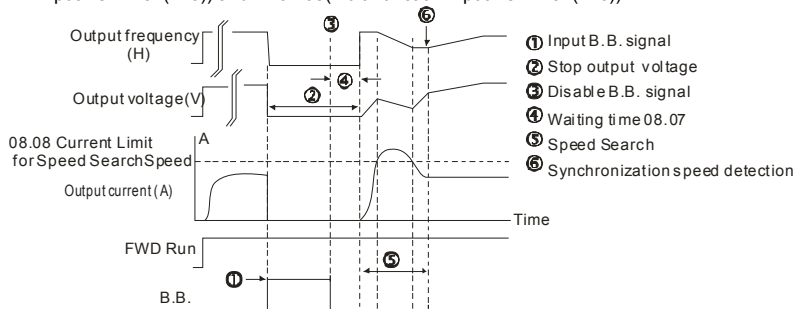 ③
⑥
Output frequency
(H)
① Input B.B. signal
② Stop output voltage
③ Disable B.B. signal
④ Waiting time 08.07
⑤ Speed Search
⑥ Synchronization speed detection
④
②
Output voltage(V)
08.08 Current Limit
for Speed SearchSpeed
A
Output current (A)
Time
FWD Run
⑤
①
B.B.